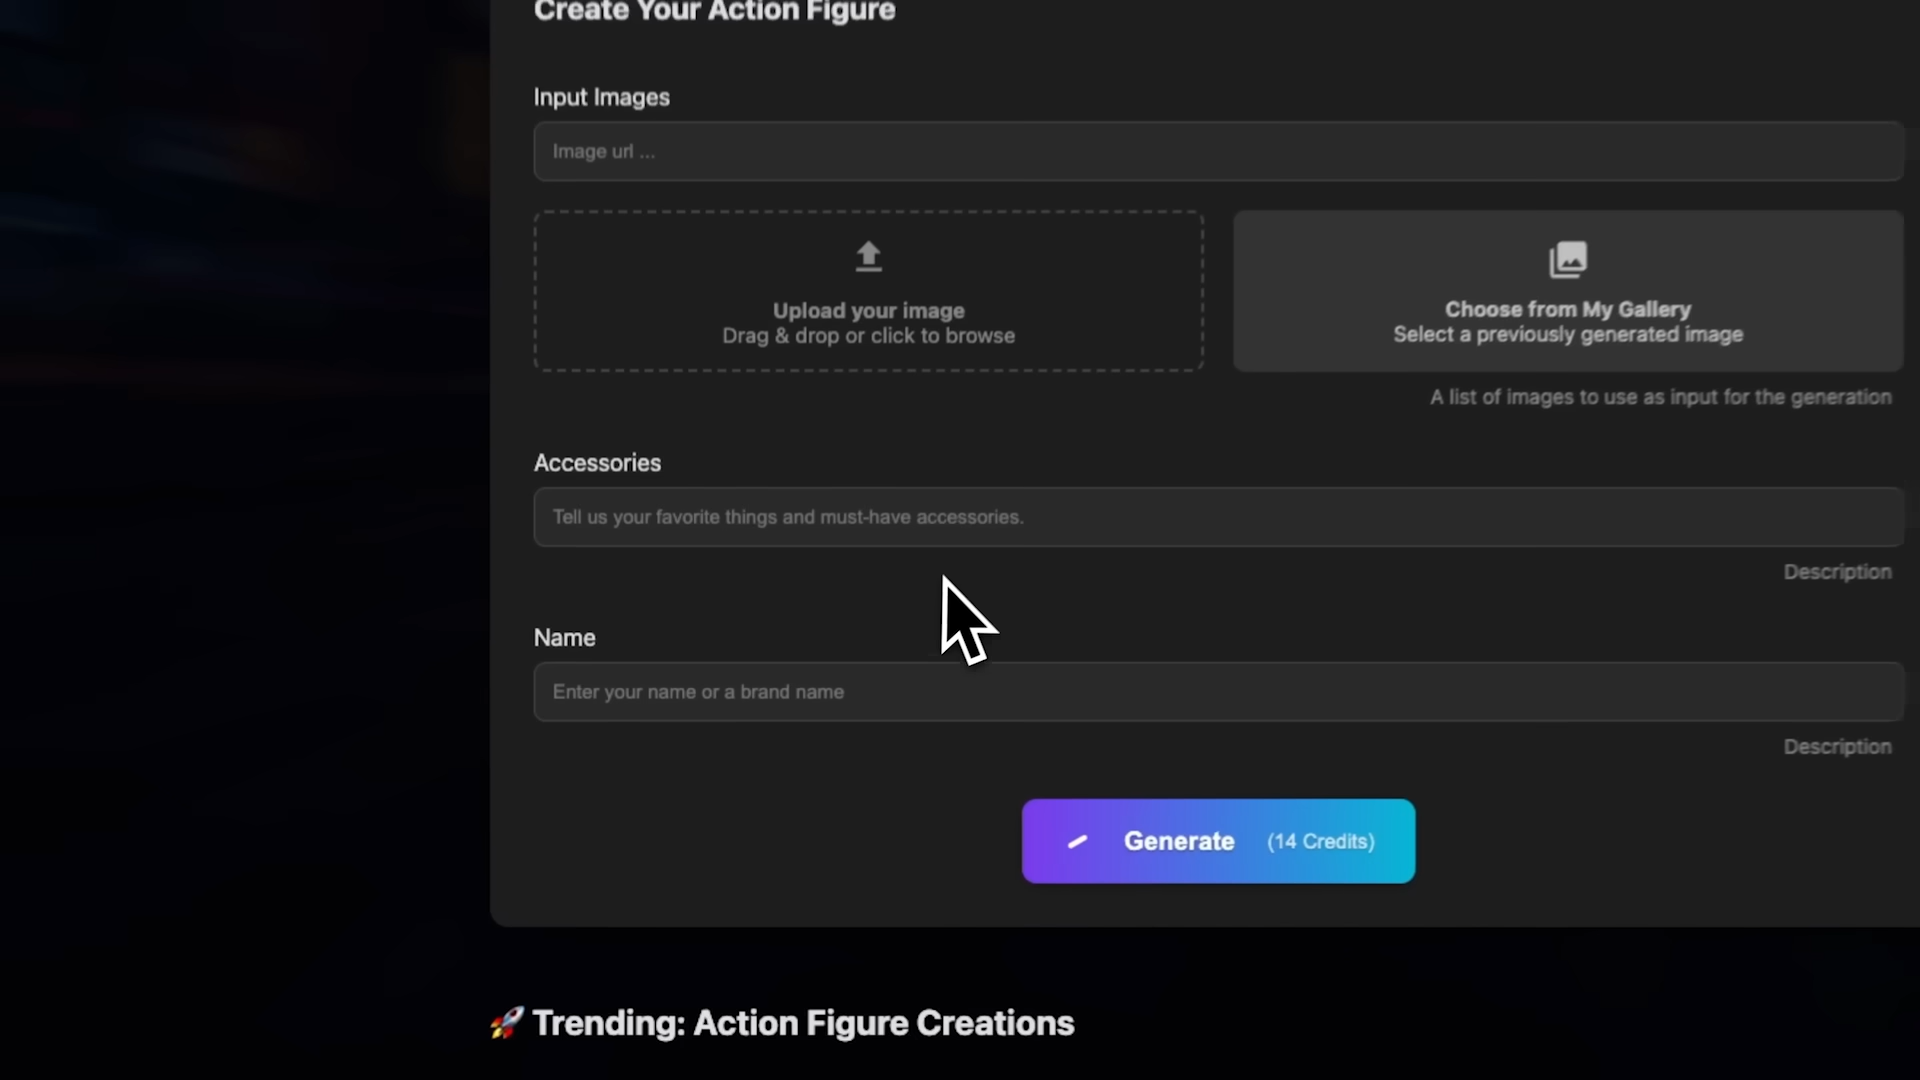 Create Your Action Figure
Input Images
Image url ...
Upload your image
Drag & drop or click to browse
Choose from My Gallery
Select a previously generated image
A list of images to use as input for the generation
Accessories
Tell us your favorite things and must-have accessories.
Description
Name
Enter your name or a brand name
Description
Generate (14 Credits)
🚀 Trending: Action Figure Creations